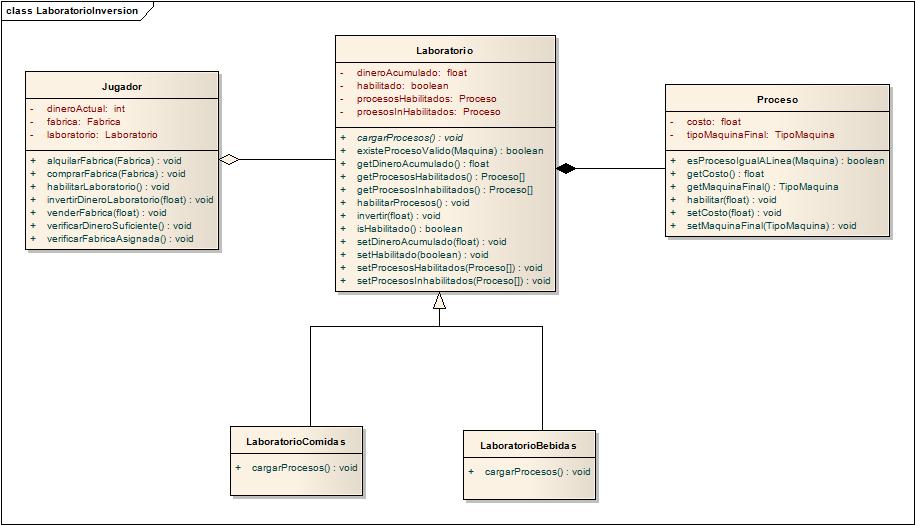 class LaboratorioInversion
Jugador
- dineroActual: int
- fabrica: Fabrica
- laboratorio: Laboratorio
+ alquilarFabrica(Fabrica) : void
+ comprarFabrica(Fabrica) : void
+ habilitarLaboratorio() : void
+ invertirDineroLaboratorio(float) : void
+ venderFabrica(float) : void
+ verificarDineroSuficiente() : void
+ verificarFabricaAsignada() : void
Laboratorio
- dineroAcumulado: float
- habilitado: boolean
- procesosHabilitados: Proceso
- proesosInHabilitados: Proceso
+ cargarProcesos() : void
+ existeProcesoValido(Maquina) : boolean
+ getDineroAcumulado() : float
+ getProcesosHabilitados() : Proceso[]
+ getProcesosInhabilitados() : Proceso[]
+ habilitarProcesos() : void
+ invertir(float) : void
+ isHabilitado() : boolean
+ setDineroAcumulado(float) : void
+ setHabilitado(boolean) : void
+ setProcesosHabilitados(Proceso[]) : void
+ setProcesosInhabilitados(Proceso[]) : void
Proceso
- costo: float
- tipoMaquinaFinal: TipoMaquina
+ esProcesoIgualALinea(Maquina) : boolean
+ getCosto() : float
+ getMaquinaFinal() : TipoMaquina
+ habilitar(float) : void
+ setCosto(float) : void
+ setMaquinaFinal(TipoMaquina) : void
LaboratorioComidas
+ cargarProcesos() : void
LaboratorioBebidas
+ cargarProcesos() : void